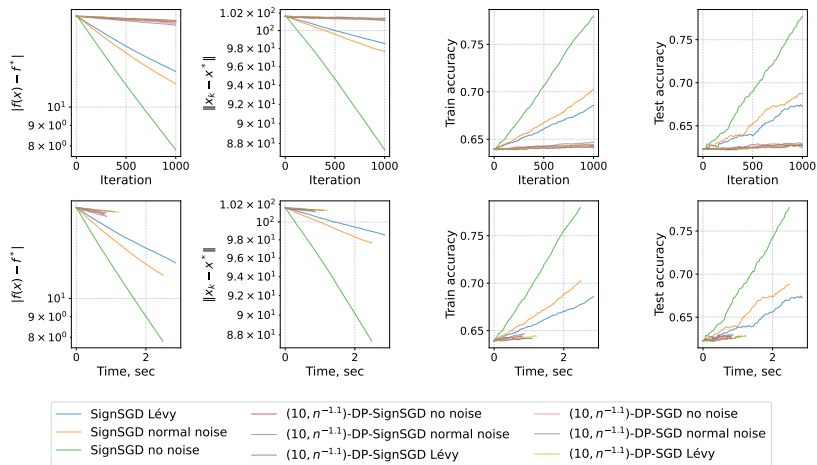 1.02 × 10²
10²
9.8 × 10¹
9.6 × 10¹
9.4 × 10¹
9.2 × 10¹
9 × 10¹
8.8 × 10¹
10¹
9 × 10⁰
8 × 10⁰
|f(x) − f*|
‖x_k − x*‖
0.75
0.70
0.65
Train accuracy
0.75
0.70
0.65
Test accuracy
0 500 1000
Iteration
0 500 1000
Iteration
0 500 1000
Iteration
0 500 1000
Iteration
1.02 × 10²
10²
9.8 × 10¹
9.6 × 10¹
9.4 × 10¹
9.2 × 10¹
9 × 10¹
8.8 × 10¹
10¹
9 × 10⁰
8 × 10⁰
|f(x) − f*|
‖x_k − x*‖
0.75
0.70
0.65
Train accuracy
0.75
0.70
0.65
Test accuracy
0 2
Time, sec
0 2
Time, sec
0 2
Time, sec
0 2
Time, sec
SignSGD Lévy
SignSGD normal noise
SignSGD no noise
(10, n⁻¹·¹)-DP-SignSGD no noise
(10, n⁻¹·¹)-DP-SignSGD normal noise
(10, n⁻¹·¹)-DP-SignSGD Lévy
(10, n⁻¹·¹)-DP-SGD no noise
(10, n⁻¹·¹)-DP-SGD normal noise
(10, n⁻¹·¹)-DP-SGD Lévy